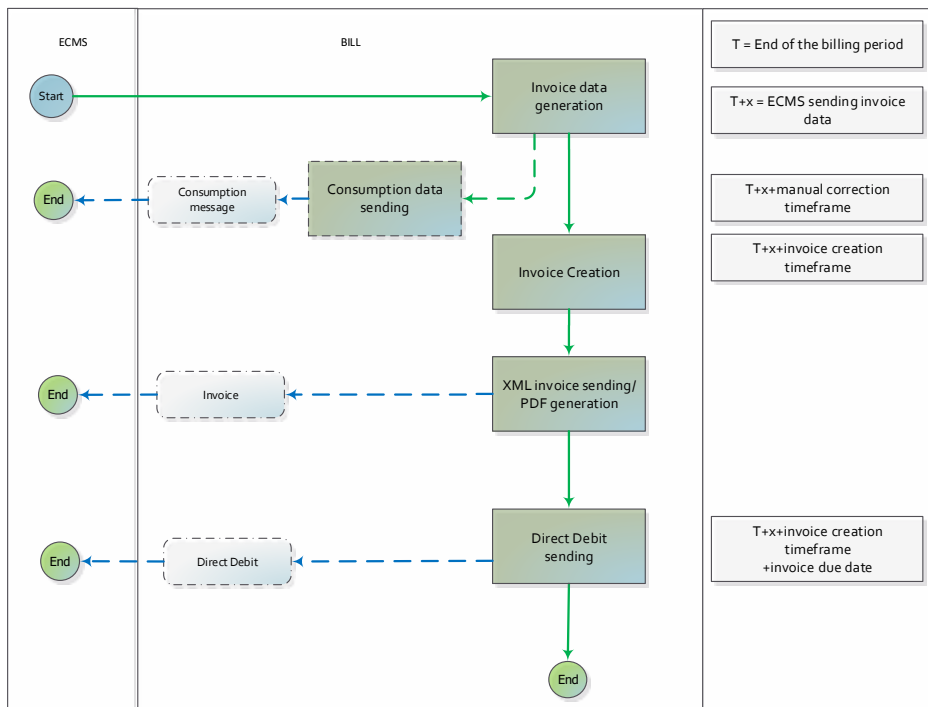 ECMS
BILL
T = End of the billing period
Start
Invoice data
generation
T+x = ECMS sending invoice
data
End
Consumption
message
Consumption data
sending
T+x+manual correction
timeframe
Invoice Creation
T+x+invoice creation
timeframe
End
Invoice
XML invoice sending/
PDF generation
End
Direct Debit
Direct Debit
sending
T+x+invoice creation
timeframe
+invoice due date
End